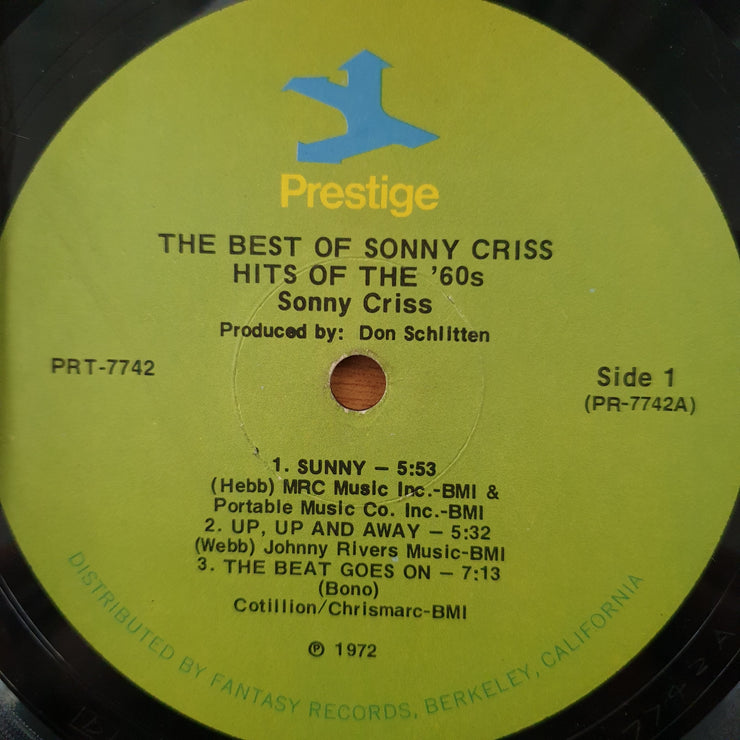 Prestige
THE BEST OF SONNY CRISS
HITS OF THE '60s
Sonny Criss
Produced by: Don Schlitten
PRT-7742
Side 1
(PR-7742A)
1. SUNNY – 5:53
(Hebb) MRC Music Inc.-BMI &
Portable Music Co. Inc.-BMI
2. UP, UP AND AWAY – 5:32
(Webb) Johnny Rivers Music-BMI
3. THE BEAT GOES ON – 7:13
(Bono)
Cotillion/Chrismarc-BMI
℗ 1972
DISTRIBUTED BY FANTASY RECORDS, BERKELEY, CALIFORNIA
7742 A